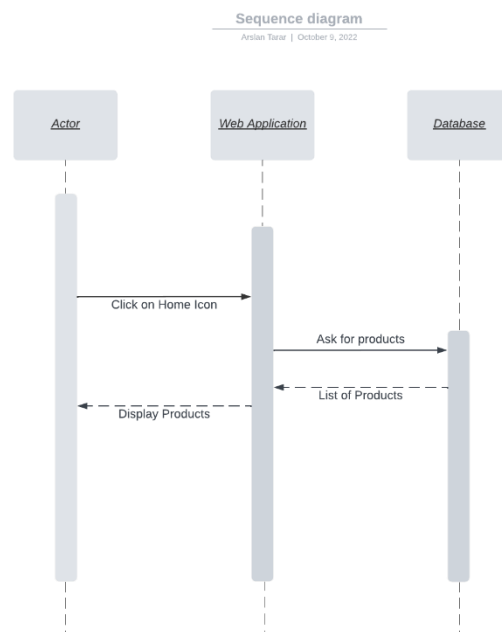 Sequence diagram
Arslan Tarar | October 9, 2022
Actor
Web Application
Database
Click on Home Icon
Ask for products
List of Products
Display Products